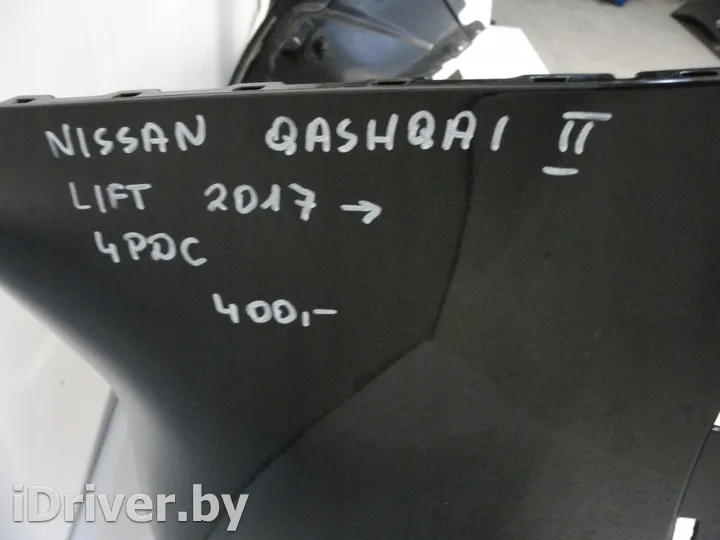 NISSAN QASHQAI II
LIFT 2017 →
4PDC
400,-
iDriver.by